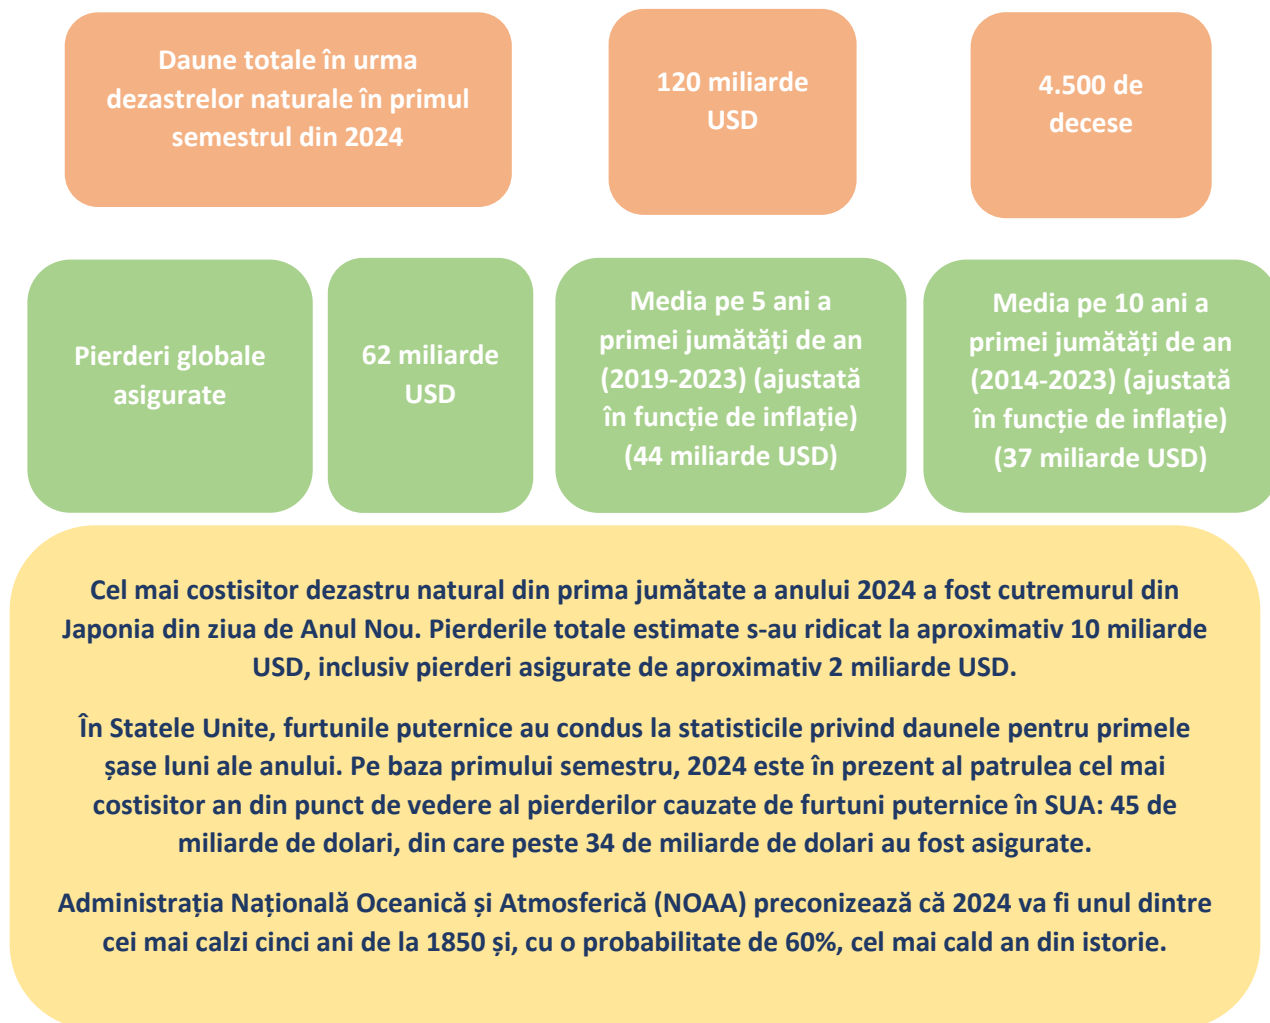 Daune totale în urma
dezastrelor naturale în primul
semestrul din 2024
120 miliarde
USD
4.500 de
decese
Pierderi globale
asigurate
62 miliarde
USD
Media pe 5 ani a
primei jumătăți de an
(2019-2023) (ajustată
în funcție de inflație)
(44 miliarde USD)
Media pe 10 ani a
primei jumătăți de an
(2014-2023) (ajustată
în funcție de inflație)
(37 miliarde USD)
Cel mai costisitor dezastru natural din prima jumătate a anului 2024 a fost cutremurul din
Japonia din ziua de Anul Nou. Pierderile totale estimate s-au ridicat la aproximativ 10 miliarde
USD, inclusiv pierderi asigurate de aproximativ 2 miliarde USD.
În Statele Unite, furtunile puternice au condus la statisticile privind daunele pentru primele
șase luni ale anului. Pe baza primului semestru, 2024 este în prezent al patrulea cel mai
costisitor an din punct de vedere al pierderilor cauzate de furtuni puternice în SUA: 45 de
miliarde de dolari, din care peste 34 de miliarde de dolari au fost asigurate.
Administrația Națională Oceanică și Atmosferică (NOAA) preconizează că 2024 va fi unul dintre
cei mai calzi cinci ani de la 1850 și, cu o probabilitate de 60%, cel mai cald an din istorie.